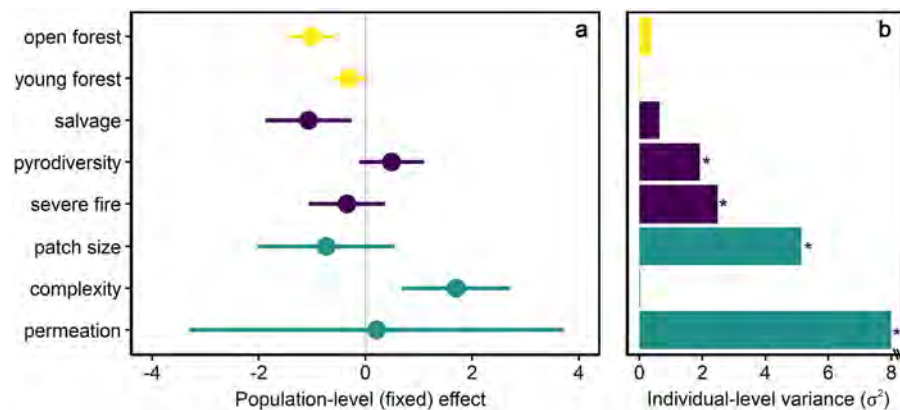 a
b
open forest
young forest
salvage
pyrodiversity
severe fire
patch size
complexity
permeation
*
*
*
*
-4 -2 0 2 4
0 2 4 6 8
Population-level (fixed) effect
Individual-level variance (σ²)